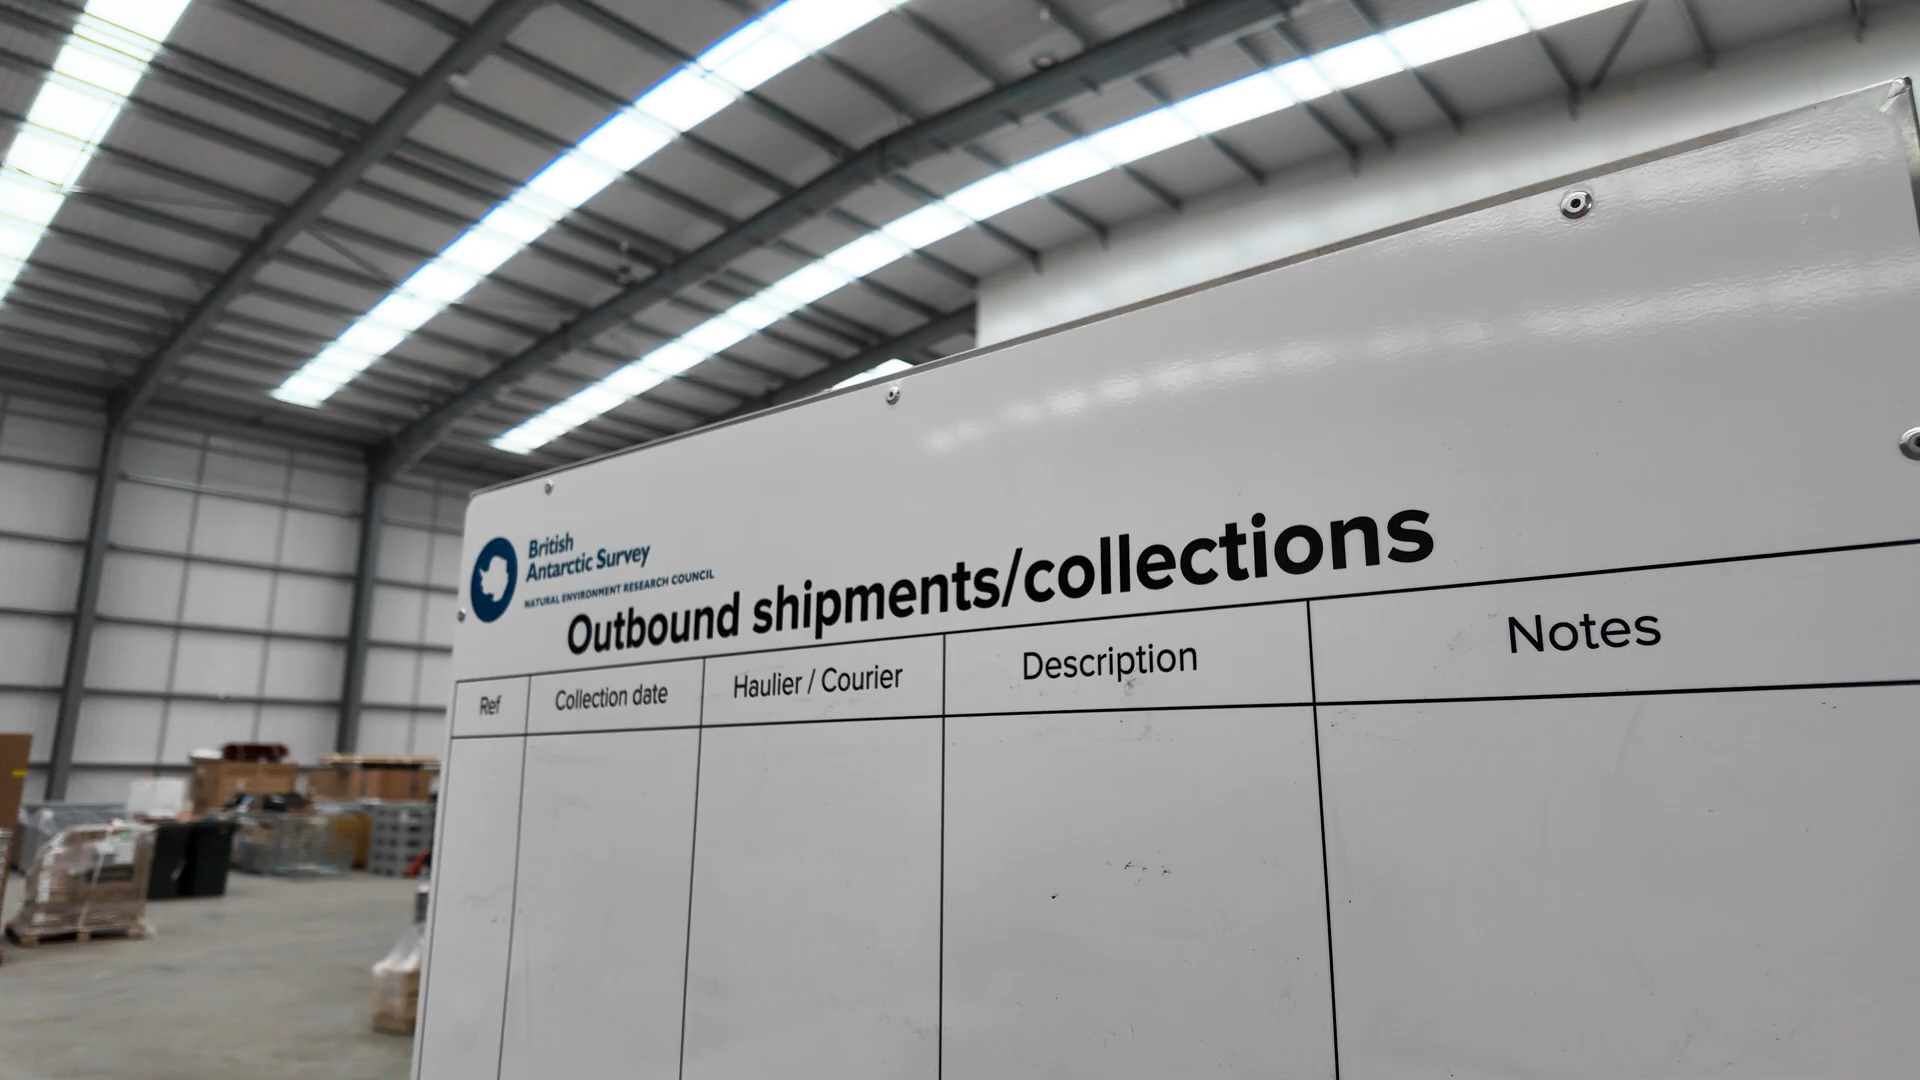 British
Antarctic Survey
NATURAL ENVIRONMENT RESEARCH COUNCIL
Outbound shipments/collections
Ref
Collection date
Haulier / Courier
Description
Notes